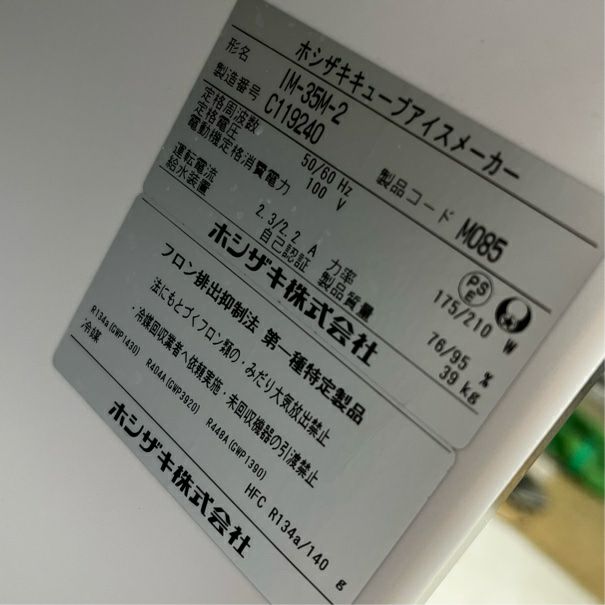 ホシザキキューブアイスメーカー
形名 IM-35M-2
製造番号 C119240 製品コード M085
定格周波数 50/60 Hz
定格電圧 100 V
電動機定格消費電力 175/210 W
運転電流 2.3/2.2 A 力率 76/95 %
給水装置 自己認証 製品質量 39 kg
PSE
ホシザキ株式会社
フロン排出抑制法 第一種特定製品
法にもとづくフロン類の・みだり大気放出禁止
・冷媒回収業者へ依頼実施・未回収機器の引渡禁止
R134a(GWP1430) R404A(GWP3920) R448A(GWP1390)
冷媒 HFC R134a/140 g
ホシザキ株式会社